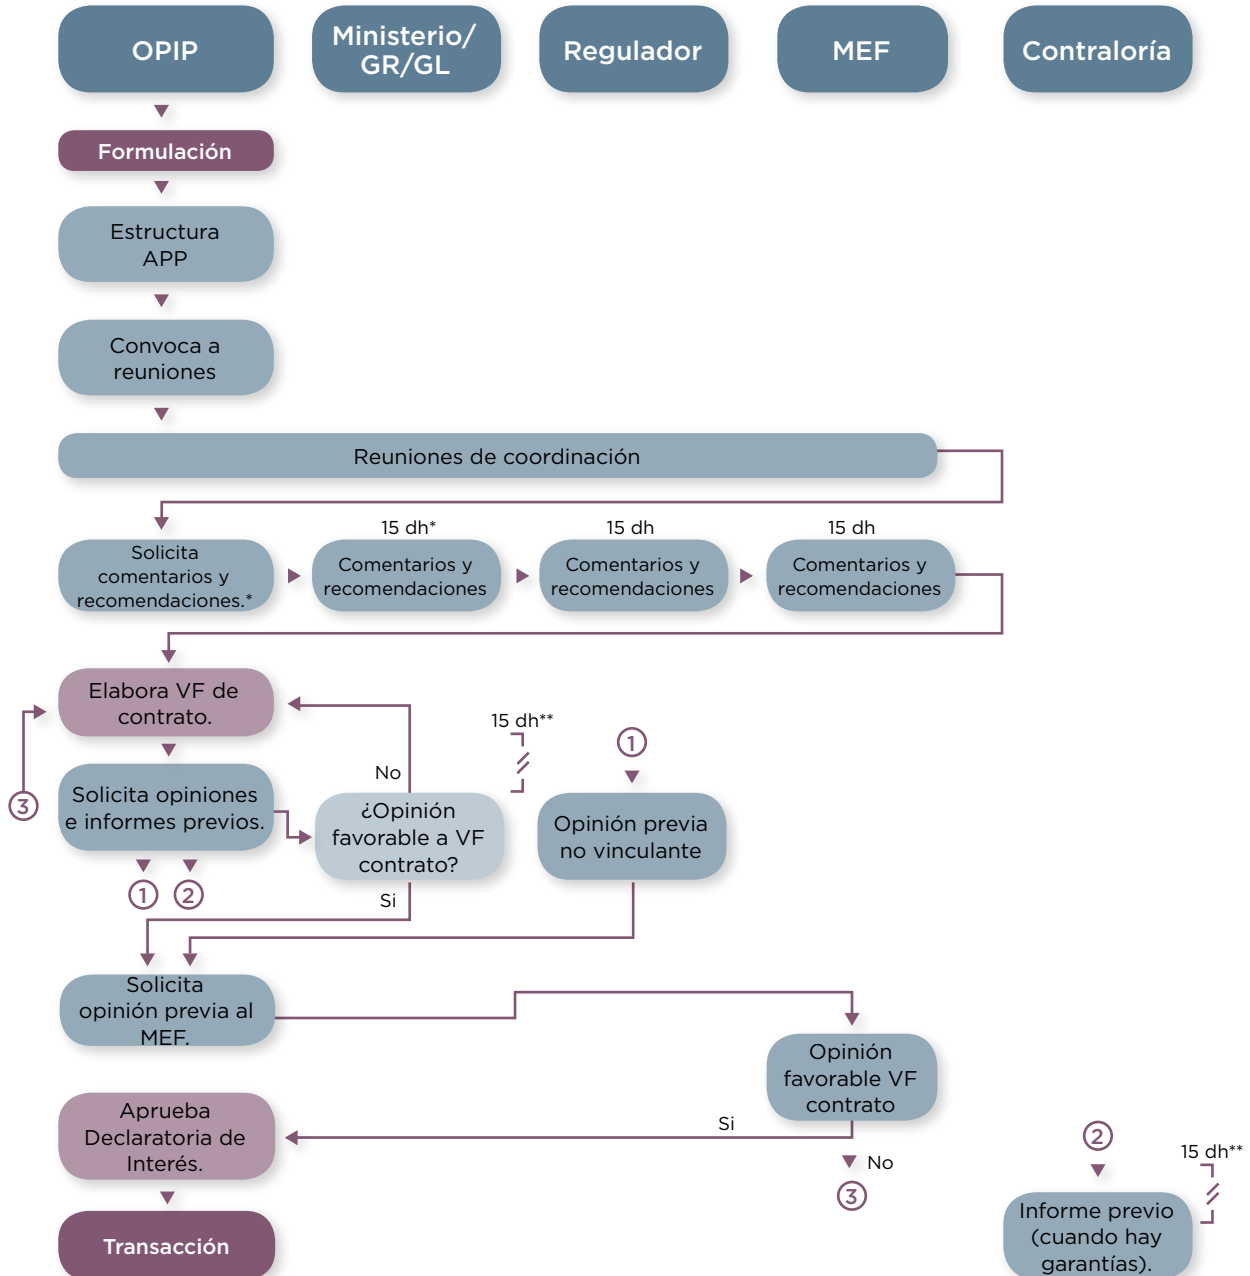 OPIP
Ministerio/
GR/GL
Regulador
MEF
Contraloría
Formulación
Estructura
APP
Convoca a
reuniones
Reuniones de coordinación
15 dh*
15 dh
15 dh
Solicita
comentarios y
recomendaciones.*
Comentarios y
recomendaciones
Comentarios y
recomendaciones
Comentarios y
recomendaciones
Elabora VF de
contrato.
15 dh**
1
No
3
Solicita opiniones
e informes previos.
¿Opinión
favorable a VF
contrato?
Opinión previa
no vinculante
1
2
Si
Solicita
opinión previa al
MEF.
Opinión
favorable VF
contrato
Aprueba
Declaratoria de
Interés.
Si
No
3
2
15 dh**
Transacción
Informe previo
(cuando hay
garantías).